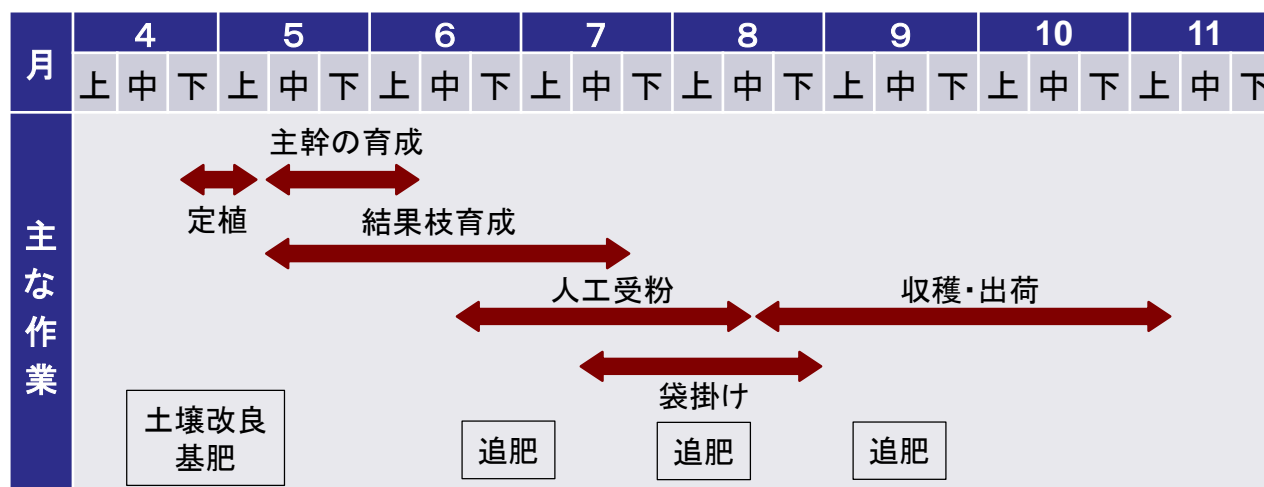 月 4 5 6 7 8 9 10 11
上 中 下 上 中 下 上 中 下 上 中 下 上 中 下 上 中 下 上 中 下 上 中 下
主な作業
主幹の育成
定植
結果枝育成
人工受粉
収穫・出荷
袋掛け
土壌改良
基肥
追肥 追肥 追肥